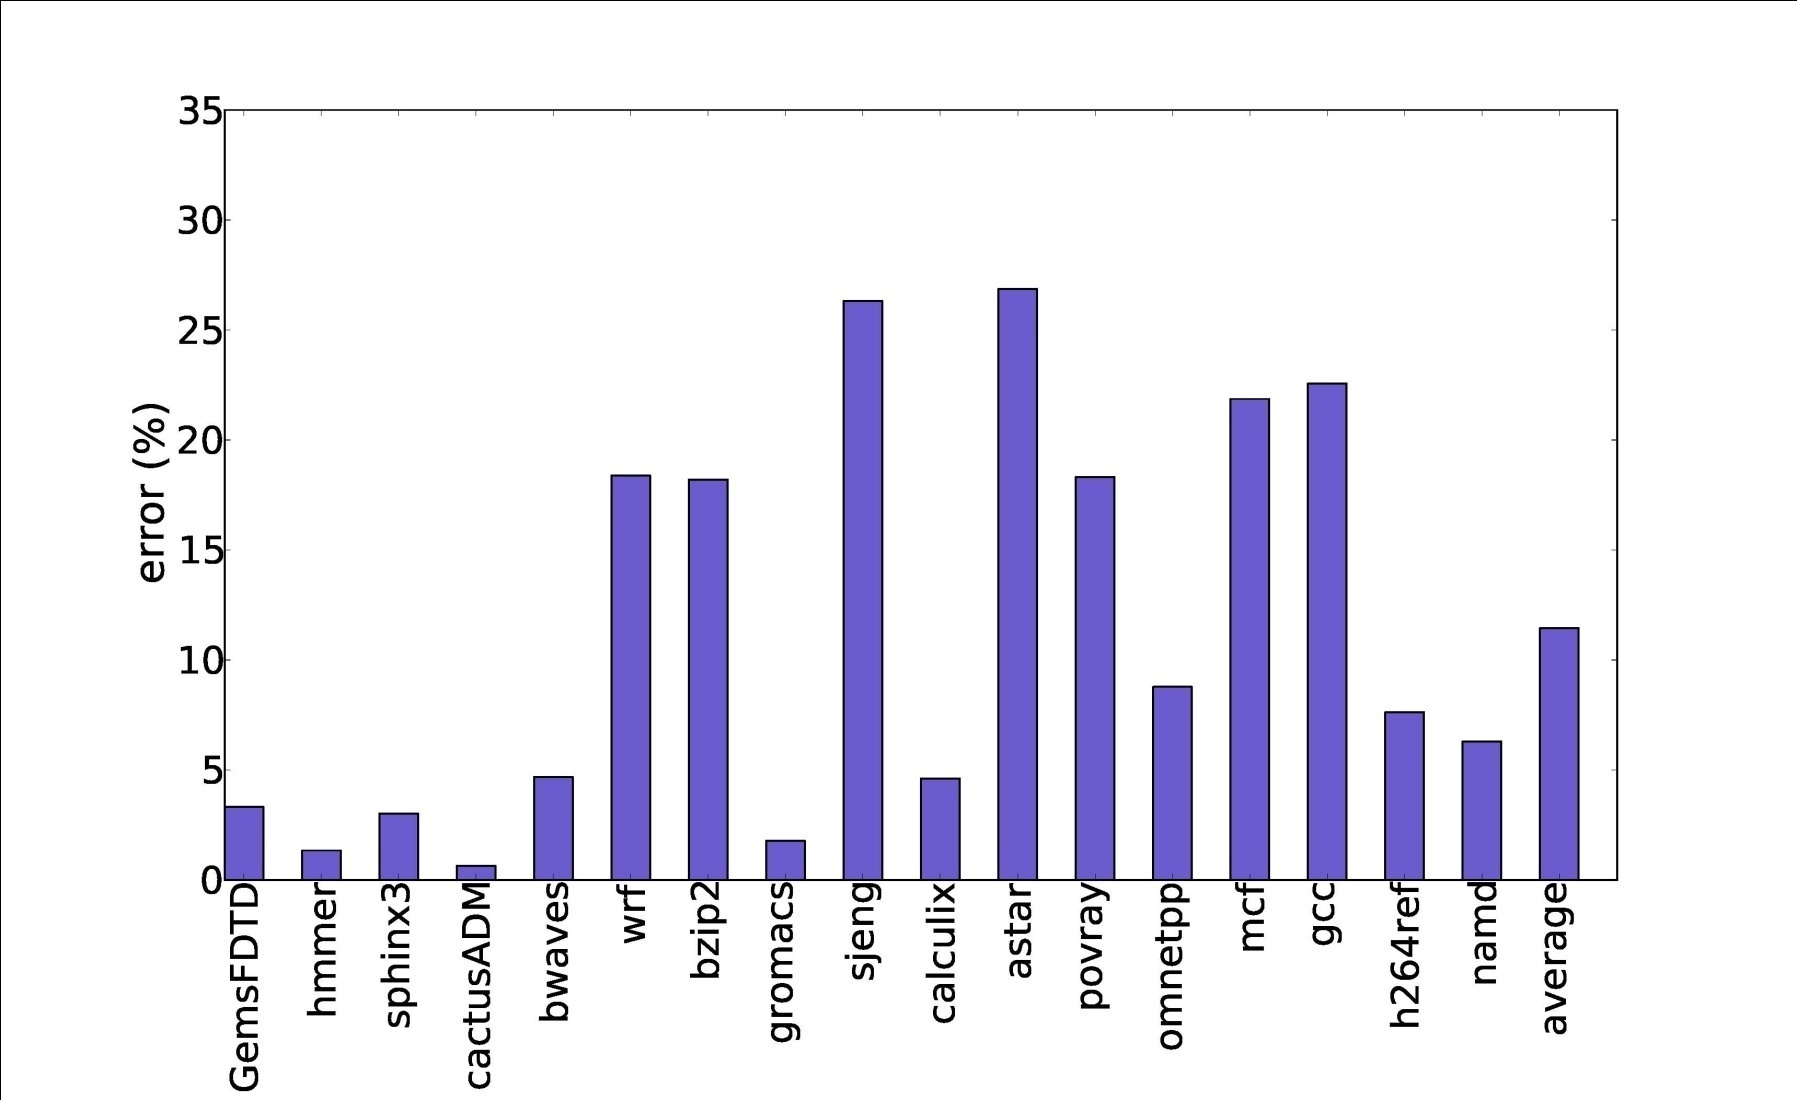 35
30
25
20
15
10
5
0
error (%)
GemsFDTD
hmmer
sphinx3
cactusADM
bwaves
wrf
bzip2
gromacs
sjeng
calculix
astar
povray
omnetpp
mcf
gcc
h264ref
namd
average